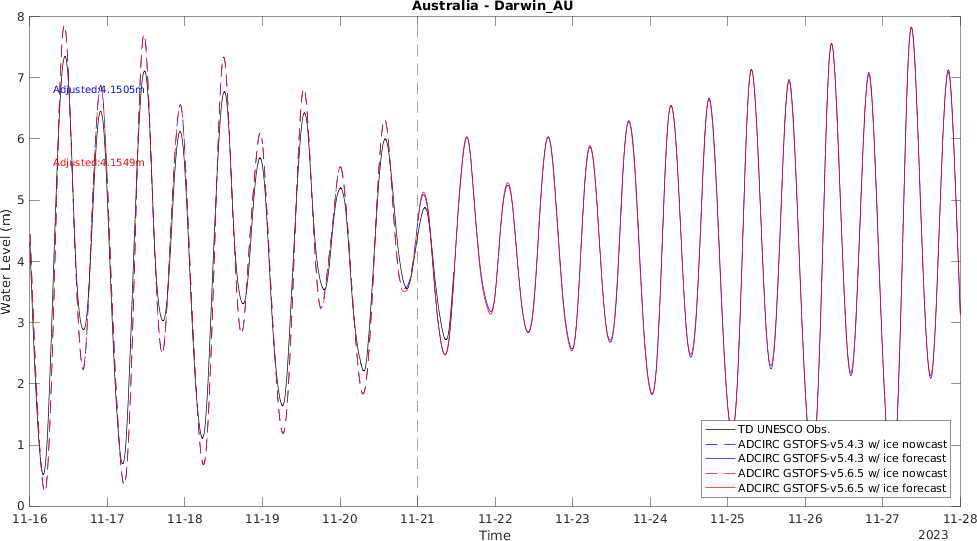 Australia - Darwin_AU
8
7
6
5
4
3
2
1
0
Water Level (m)
Adjusted:4.1505m
Adjusted:4.1549m
TD UNESCO Obs.
ADCIRC GSTOFS-v5.4.3 w/ ice nowcast
ADCIRC GSTOFS-v5.4.3 w/ ice forecast
ADCIRC GSTOFS-v5.6.5 w/ ice nowcast
ADCIRC GSTOFS-v5.6.5 w/ ice forecast
11-16 11-17 11-18 11-19 11-20 11-21 11-22 11-23 11-24 11-25 11-26 11-27 11-28
Time
2023